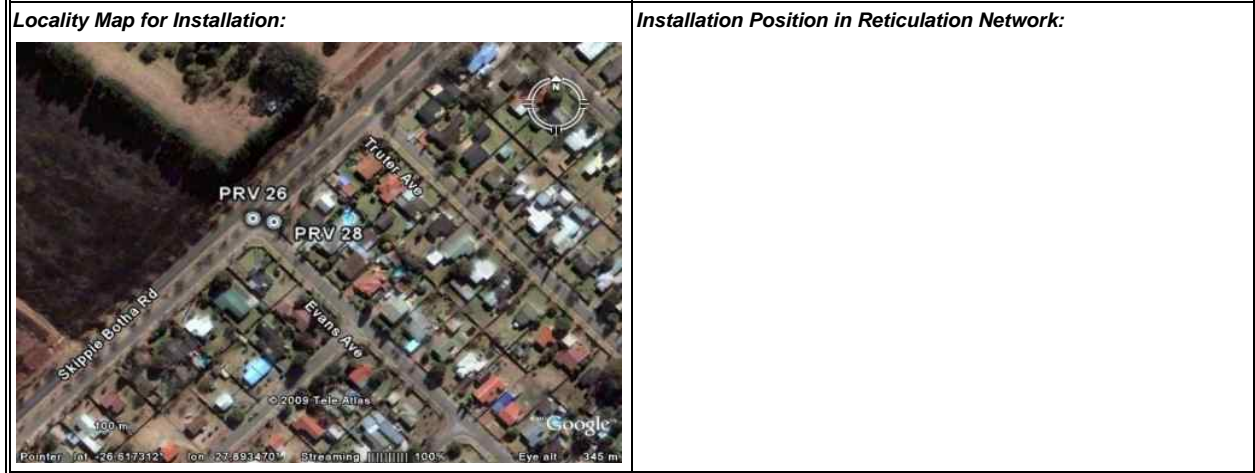 Locality Map for Installation:
Installation Position in Reticulation Network:
N
Truter Ave
PRV 26
PRV 28
Evans Ave
Skippie Botha Rd
© 2009 Tele Atlas
100 m
Google
Pointer lat -26.617312° lon 27.893470° Streaming |||||||||| 100% Eye alt 345 m